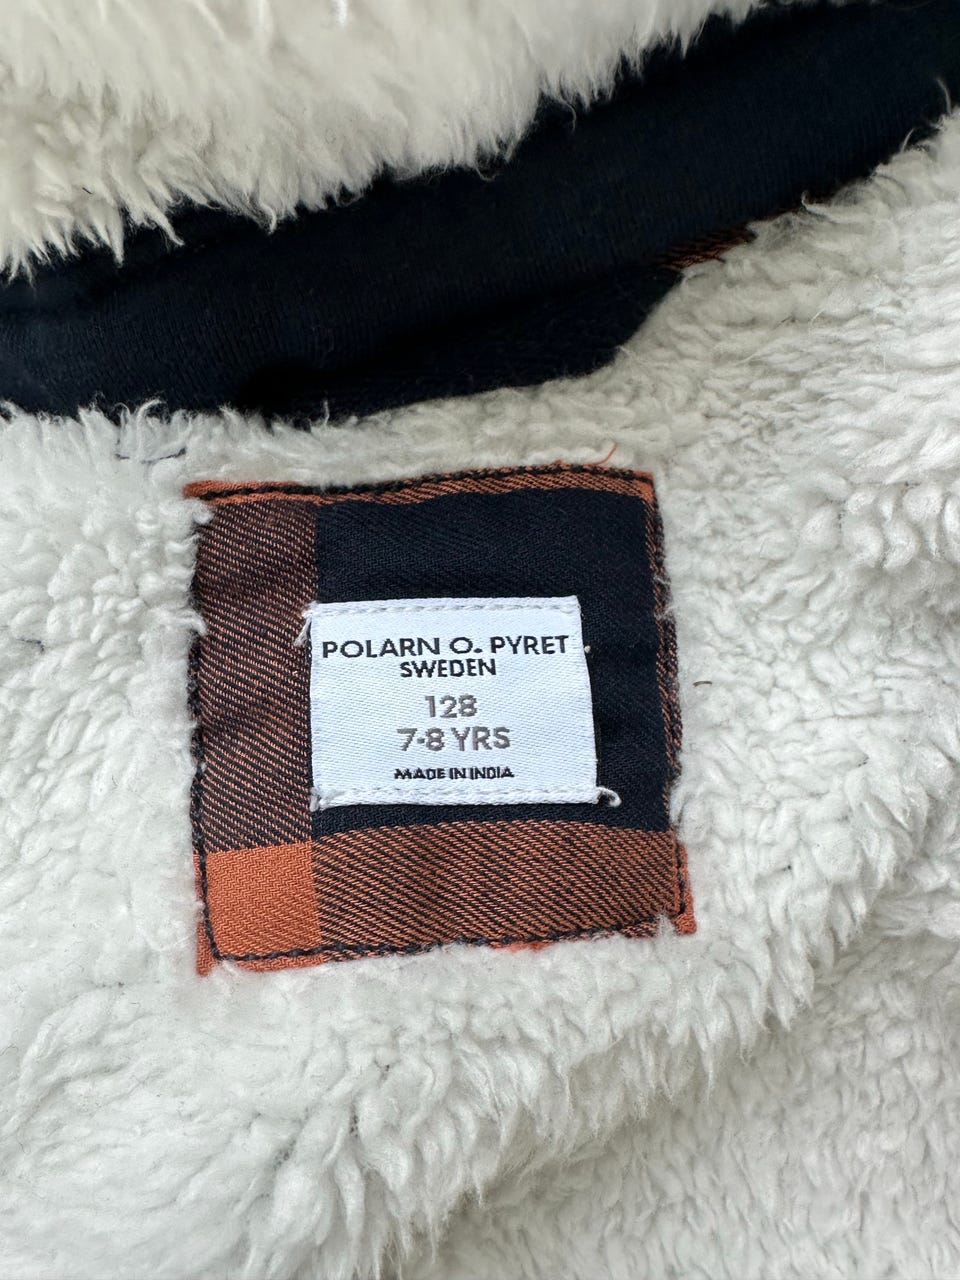 POLARN O. PYRET
SWEDEN
128
7-8 YRS
MADE IN INDIA